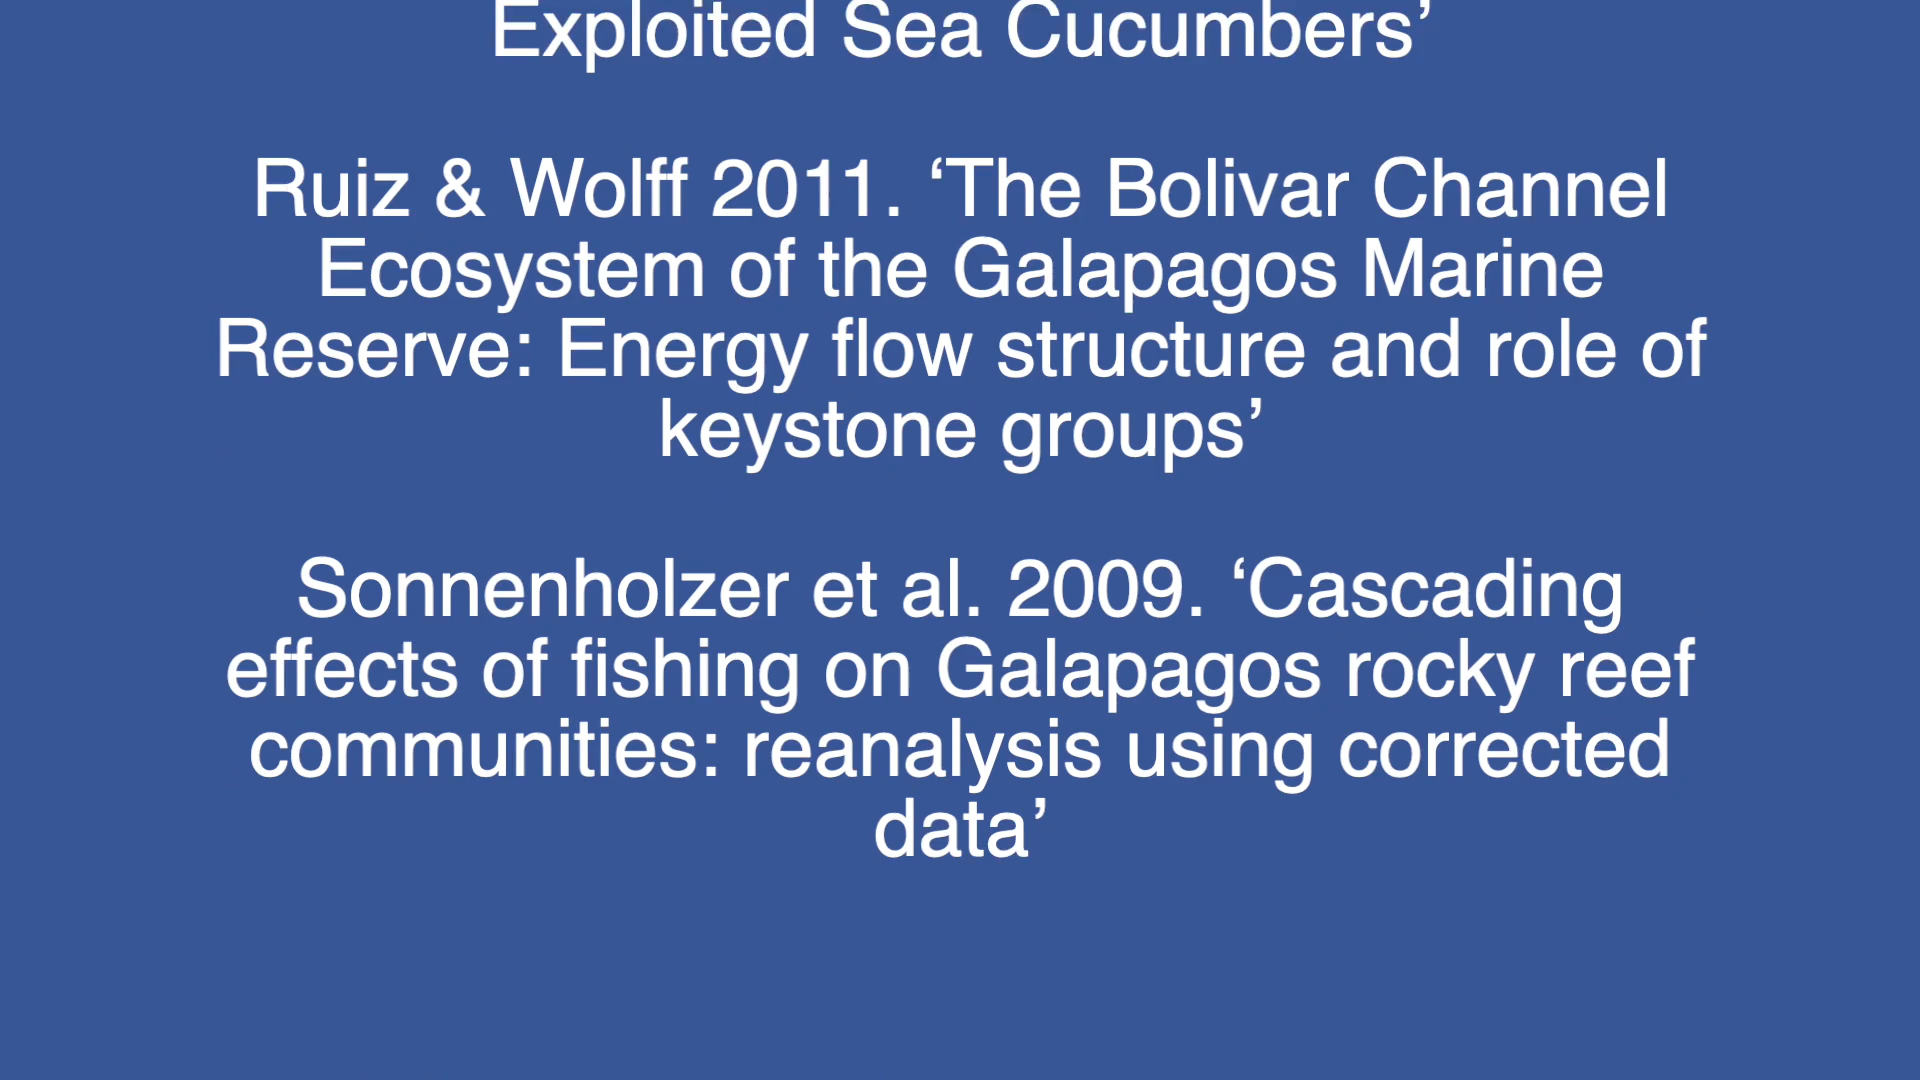 Exploited Sea Cucumbers’
Ruiz & Wolff 2011. ‘The Bolivar Channel
Ecosystem of the Galapagos Marine
Reserve: Energy flow structure and role of
keystone groups’
Sonnenholzer et al. 2009. ‘Cascading
effects of fishing on Galapagos rocky reef
communities: reanalysis using corrected
data’